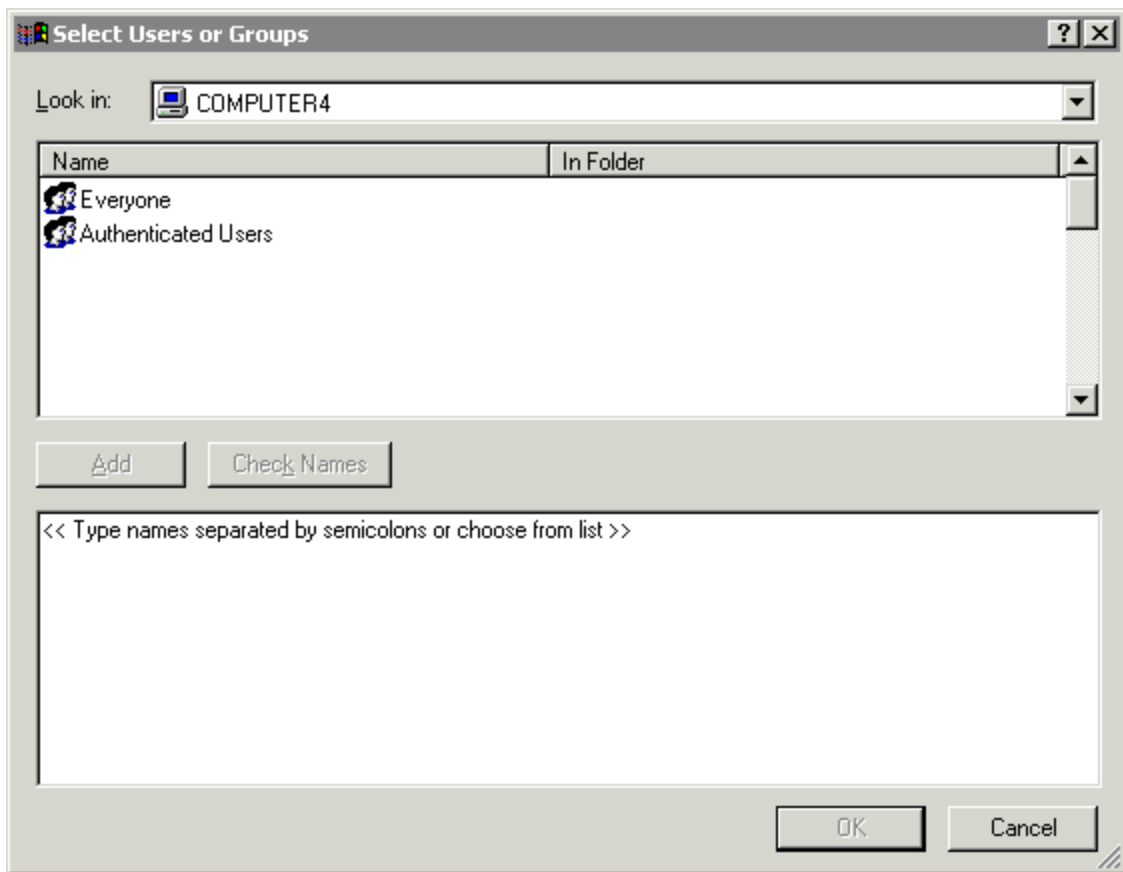 Select Users or Groups
Look in: COMPUTER4
Name In Folder
Everyone
Authenticated Users
Add Check Names
<< Type names separated by semicolons or choose from list >>
OK Cancel